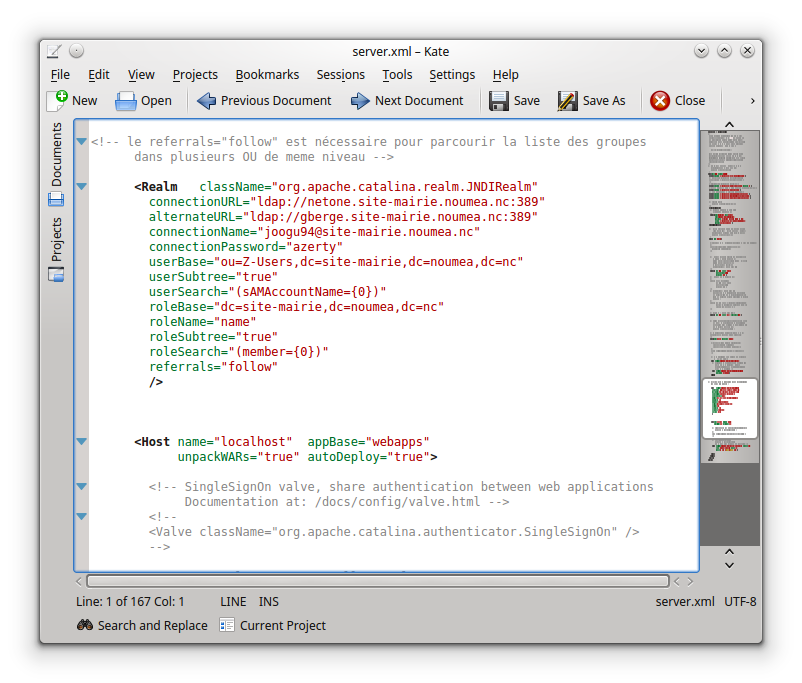 server.xml – Kate
File Edit View Projects Bookmarks Sessions Tools Settings Help
New Open Previous Document Next Document Save Save As Close
Documents
Projects
<!-- le referrals="follow" est nécessaire pour parcourir la liste des groupes
dans plusieurs OU de meme niveau -->
<Realm   className="org.apache.catalina.realm.JNDIRealm"
connectionURL="ldap://netone.site-mairie.noumea.nc:389"
alternateURL="ldap://gberge.site-mairie.noumea.nc:389"
connectionName="joogu94@site-mairie.noumea.nc"
connectionPassword="azerty"
userBase="ou=Z-Users,dc=site-mairie,dc=noumea,dc=nc"
userSubtree="true"
userSearch="(sAMAccountName={0})"
roleBase="dc=site-mairie,dc=noumea,dc=nc"
roleName="name"
roleSubtree="true"
roleSearch="(member={0})"
referrals="follow"
/>
<Host name="localhost"  appBase="webapps"
unpackWARs="true" autoDeploy="true">
<!-- SingleSignOn valve, share authentication between web applications
Documentation at: /docs/config/valve.html -->
<!--
<Valve className="org.apache.catalina.authenticator.SingleSignOn" />
-->
Line: 1 of 167 Col: 1 LINE INS server.xml UTF-8
Search and Replace Current Project